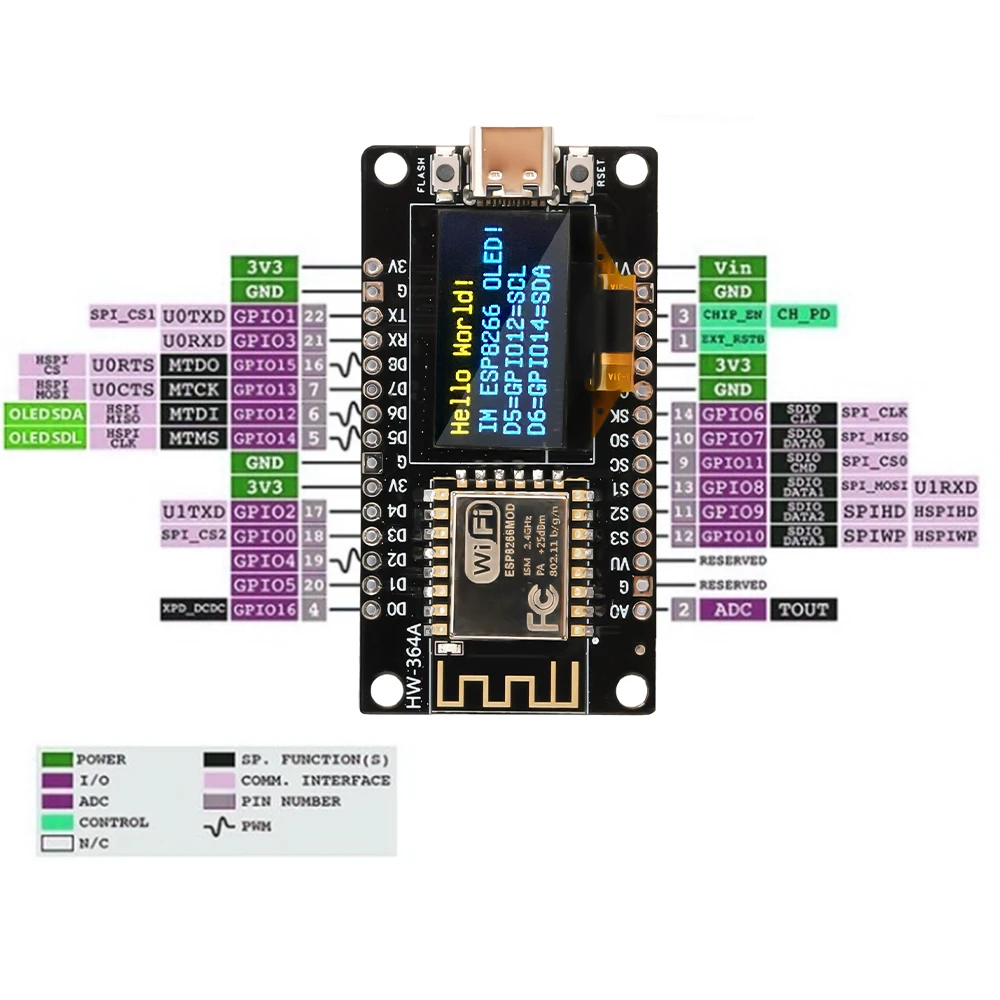 FLASH
RSET
Hello World!
IM ESP8266 OLED!
D5=GPIO12=SCL
D6=GPIO14=SDA
3V3 3V
GND G
SPI_CS1 U0TXD GPIO1 22 TX
U0RXD GPIO3 21 RX
HSPI CS U0RTS MTDO GPIO15 16 D8
HSPI MOSI U0CTS MTCK GPIO13 7 D7
OLED SDA HSPI MISO MTDI GPIO12 6 D6
OLED SDL HSPI CLK MTMS GPIO14 5 D5
GND G
3V3 3V
U1TXD GPIO2 17 D4
SPI_CS2 GPIO0 18 D3
GPIO4 19 D2
GPIO5 20 D1
XPD_DCDC GPIO16 4 D0
Vin
GND
3 CHIP_EN CH_PD
1 EXT_RSTB
3V3
GND
SK 14 GPIO6 SDIO CLK SPI_CLK
SO 10 GPIO7 SDIO DATA0 SPI_MISO
SC 9 GPIO11 SDIO CMD SPI_CS0
S1 13 GPIO8 SDIO DATA1 SPI_MOSI U1RXD
S2 11 GPIO9 SDIO DATA2 SPIHD HSPIHD
S3 12 GPIO10 SDIO DATA3 SPIWP HSPIWP
VU RESERVED
G RESERVED
A0 2 ADC TOUT
WiFi
ESP8266MOD
ISM 2.4GHz
PA +25dBm
802.11b/g/n
FC
HW-364A
POWER
I/O
ADC
CONTROL
N/C
SP. FUNCTION(S)
COMM. INTERFACE
PIN NUMBER
PWM